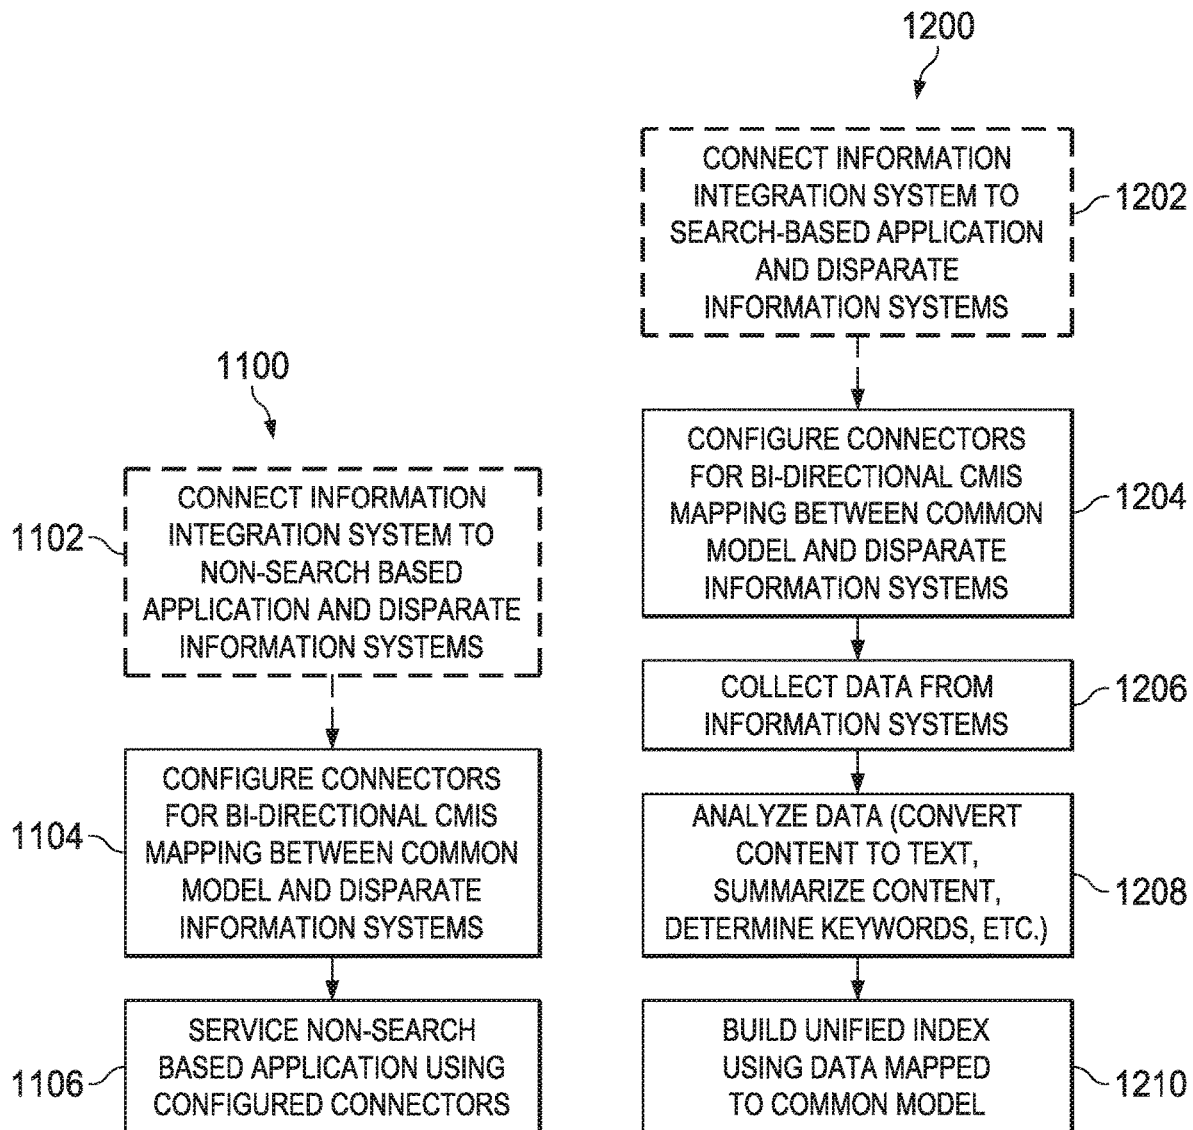 1100
CONNECT INFORMATION
INTEGRATION SYSTEM TO
NON-SEARCH BASED
APPLICATION AND DISPARATE
INFORMATION SYSTEMS
1102
CONFIGURE CONNECTORS
FOR BI-DIRECTIONAL CMIS
MAPPING BETWEEN COMMON
MODEL AND DISPARATE
INFORMATION SYSTEMS
1104
SERVICE NON-SEARCH
BASED APPLICATION USING
CONFIGURED CONNECTORS
1106
1200
CONNECT INFORMATION
INTEGRATION SYSTEM TO
SEARCH-BASED APPLICATION
AND DISPARATE
INFORMATION SYSTEMS
1202
CONFIGURE CONNECTORS
FOR BI-DIRECTIONAL CMIS
MAPPING BETWEEN COMMON
MODEL AND DISPARATE
INFORMATION SYSTEMS
1204
COLLECT DATA FROM
INFORMATION SYSTEMS
1206
ANALYZE DATA (CONVERT
CONTENT TO TEXT,
SUMMARIZE CONTENT,
DETERMINE KEYWORDS, ETC.)
1208
BUILD UNIFIED INDEX
USING DATA MAPPED
TO COMMON MODEL
1210